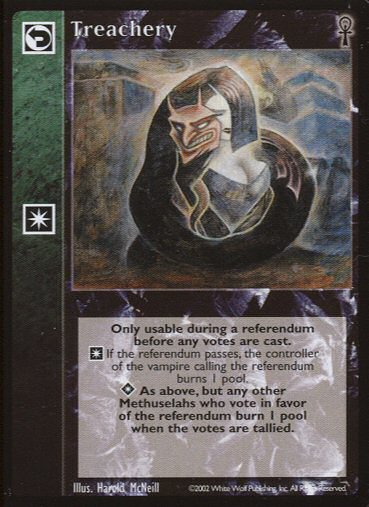 Treachery
Only usable during a referendum
before any votes are cast.
If the referendum passes, the controller
of the vampire calling the referendum
burns 1 pool.
As above, but any other
Methuselahs who vote in favor
of the referendum burn 1 pool
when the votes are tallied.
Illus. Harold McNeill ©2002 White Wolf Publishing, Inc. All Rights Reserved.